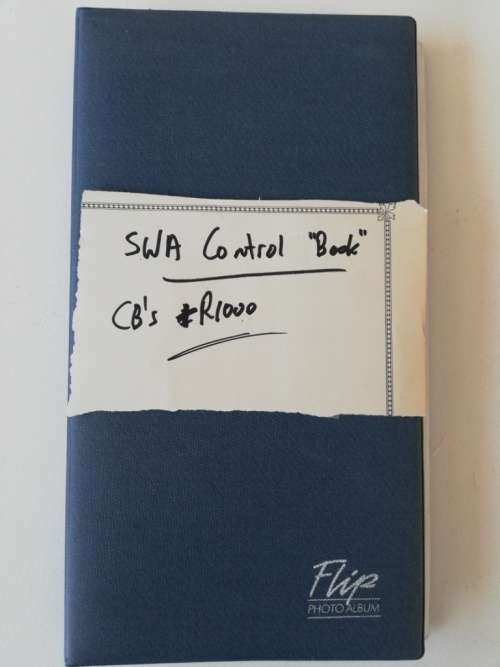 SWA Control "Book"
CB's R1000
Flip
PHOTO ALBUM